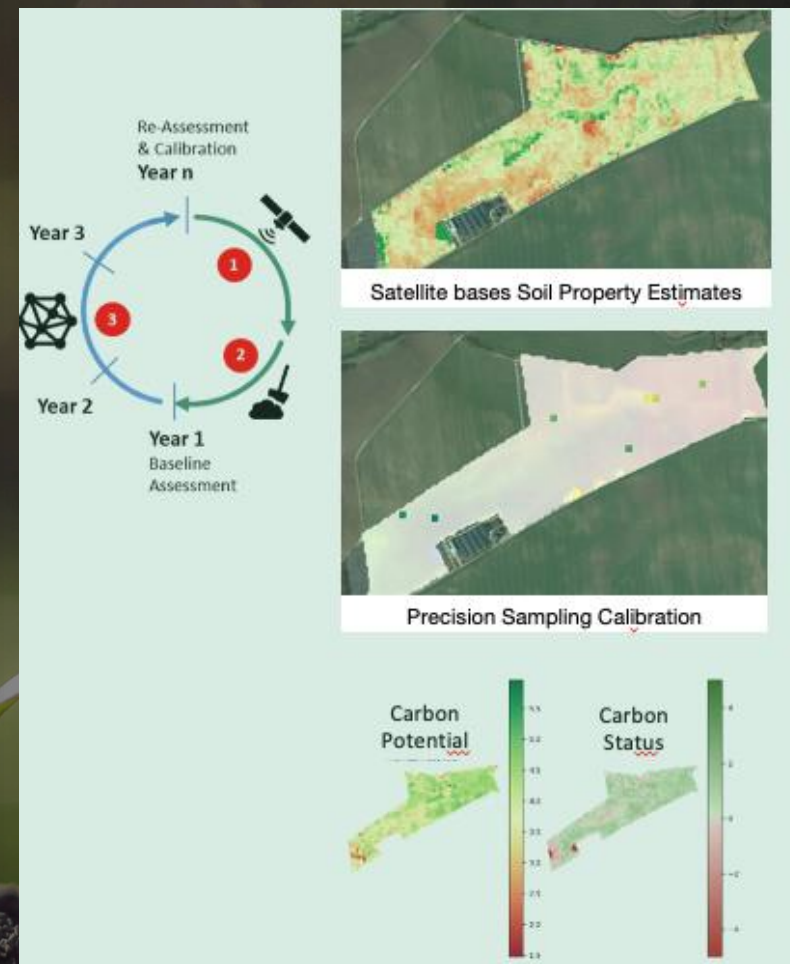 Re-Assessment
& Calibration
Year n
Year 3
1
3
2
Year 2
Year 1
Baseline
Assessment
Satellite bases Soil Property Estimates
Precision Sampling Calibration
Carbon
Potential
Carbon
Status